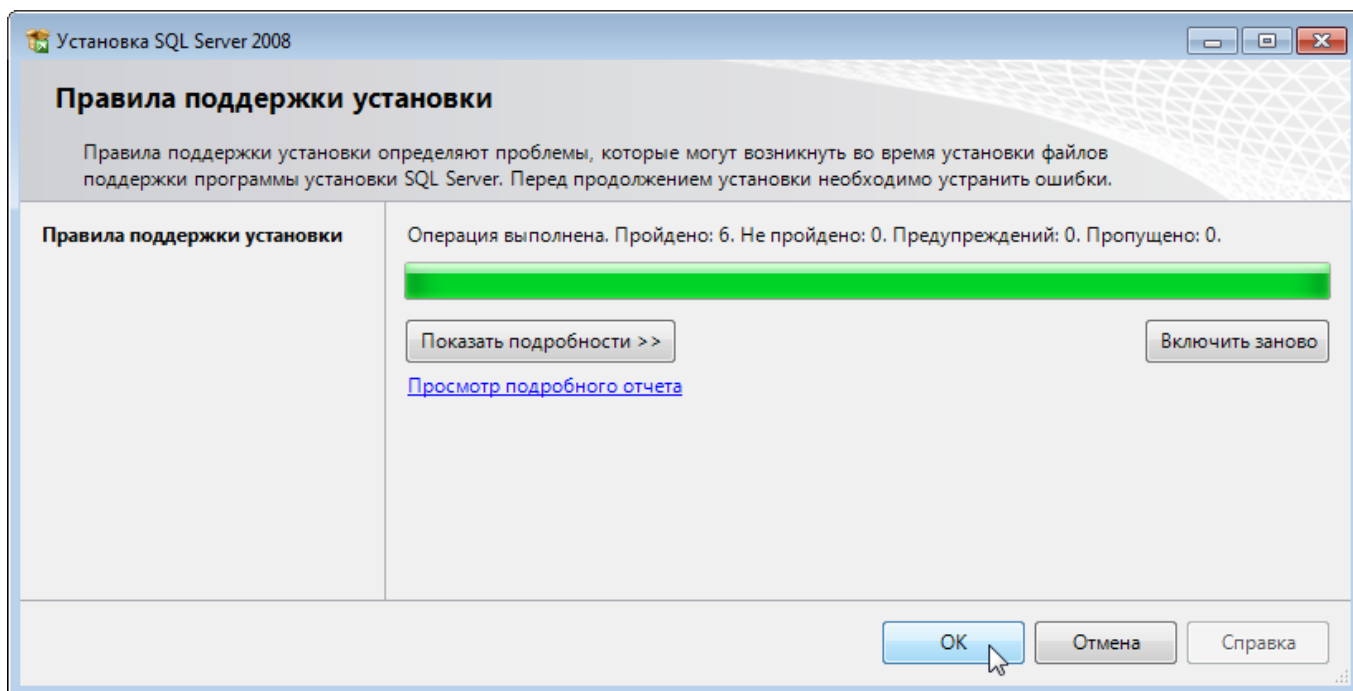 Установка SQL Server 2008
Правила поддержки установки
Правила поддержки установки определяют проблемы, которые могут возникнуть во время установки файлов
поддержки программы установки SQL Server. Перед продолжением установки необходимо устранить ошибки.
Правила поддержки установки
Операция выполнена. Пройдено: 6. Не пройдено: 0. Предупреждений: 0. Пропущено: 0.
Показать подробности >>
Включить заново
Просмотр подробного отчета
ОК
Отмена
Справка